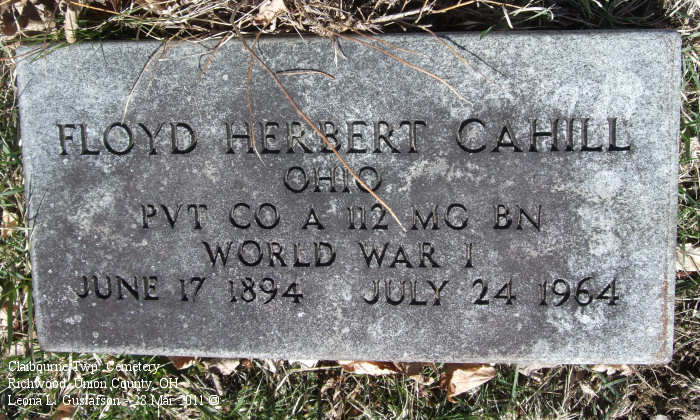 FLOYD HERBERT CAHILL
OHIO
PVT CO A 112 MG BN
WORLD WAR I
JUNE 17 1894 JULY 24 1964
Claibourne Twp. Cemetery
Richwood, Union County, OH
Leona L. Gustafson - 28 Mar 2011 ©